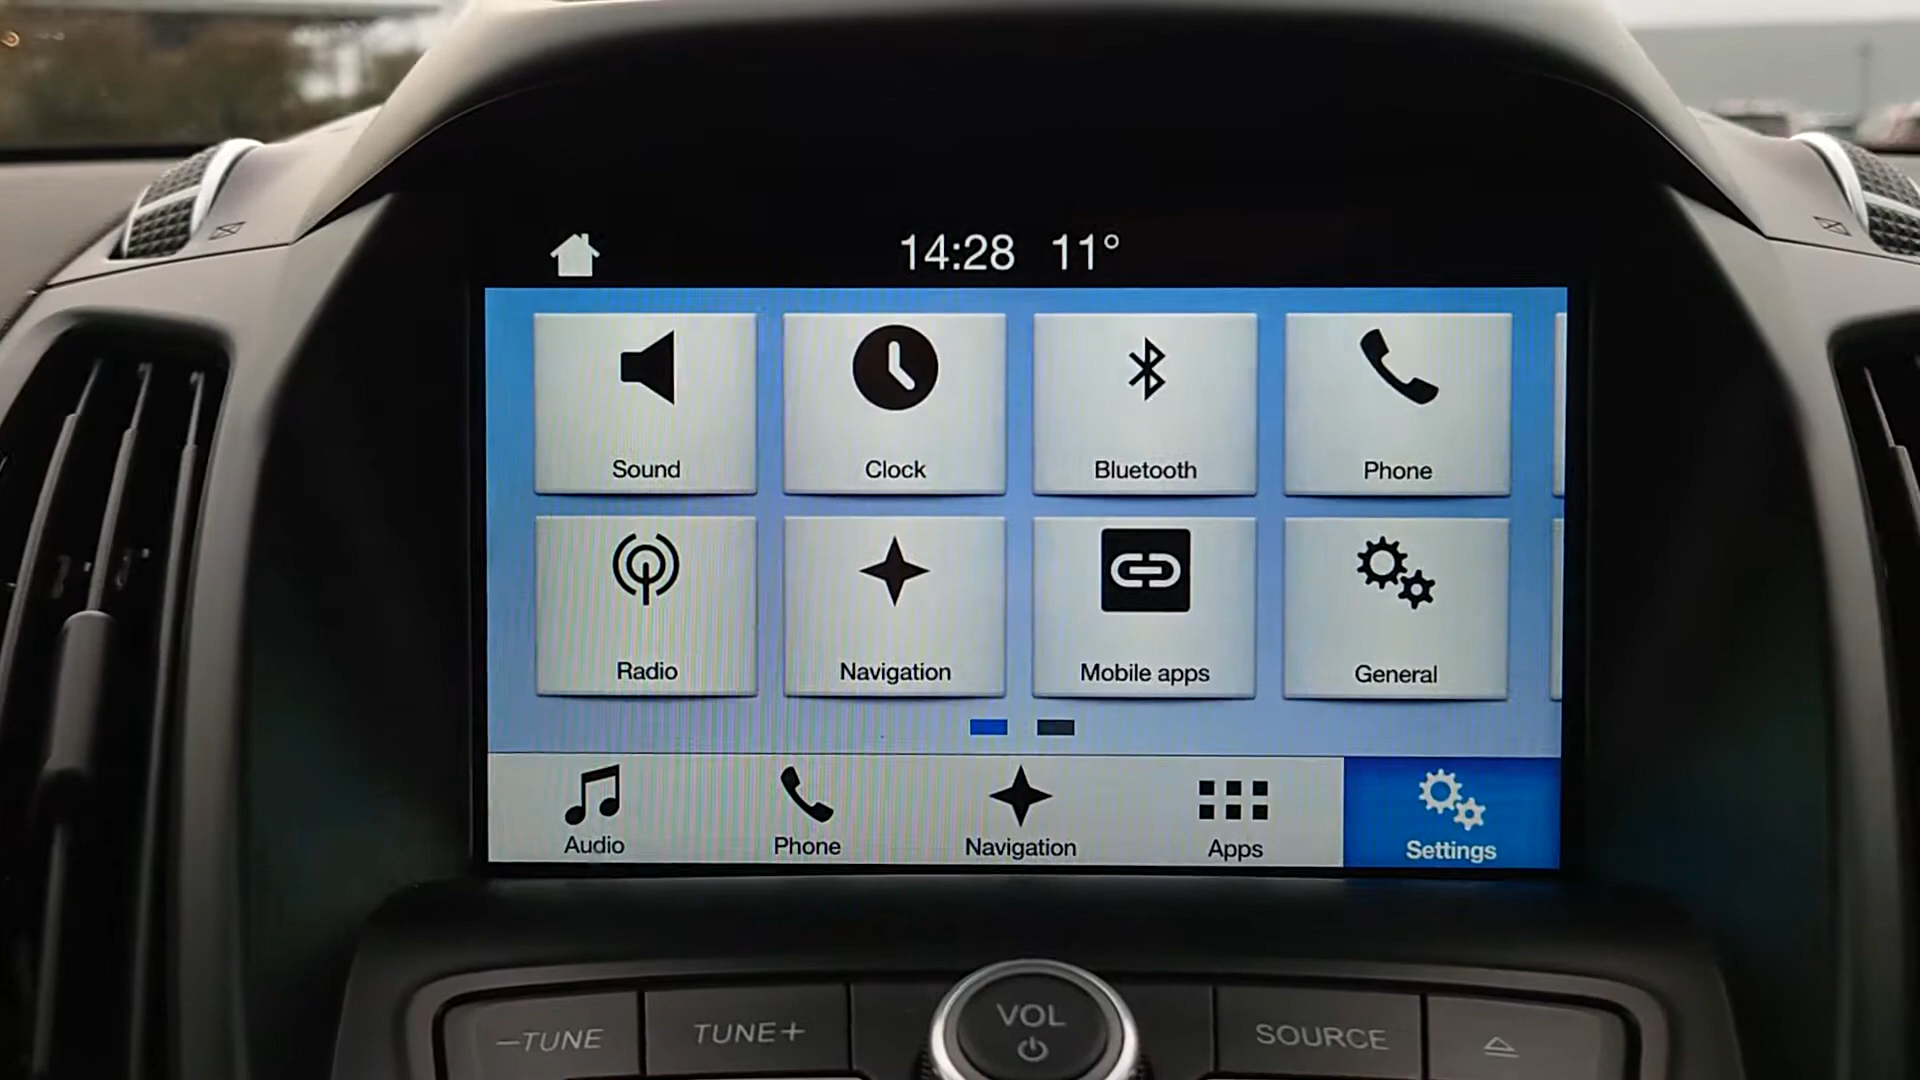 14:28 11°
Sound Clock Bluetooth Phone
Radio Navigation Mobile apps General
Audio Phone Navigation Apps Settings
–TUNE TUNE+ VOL SOURCE